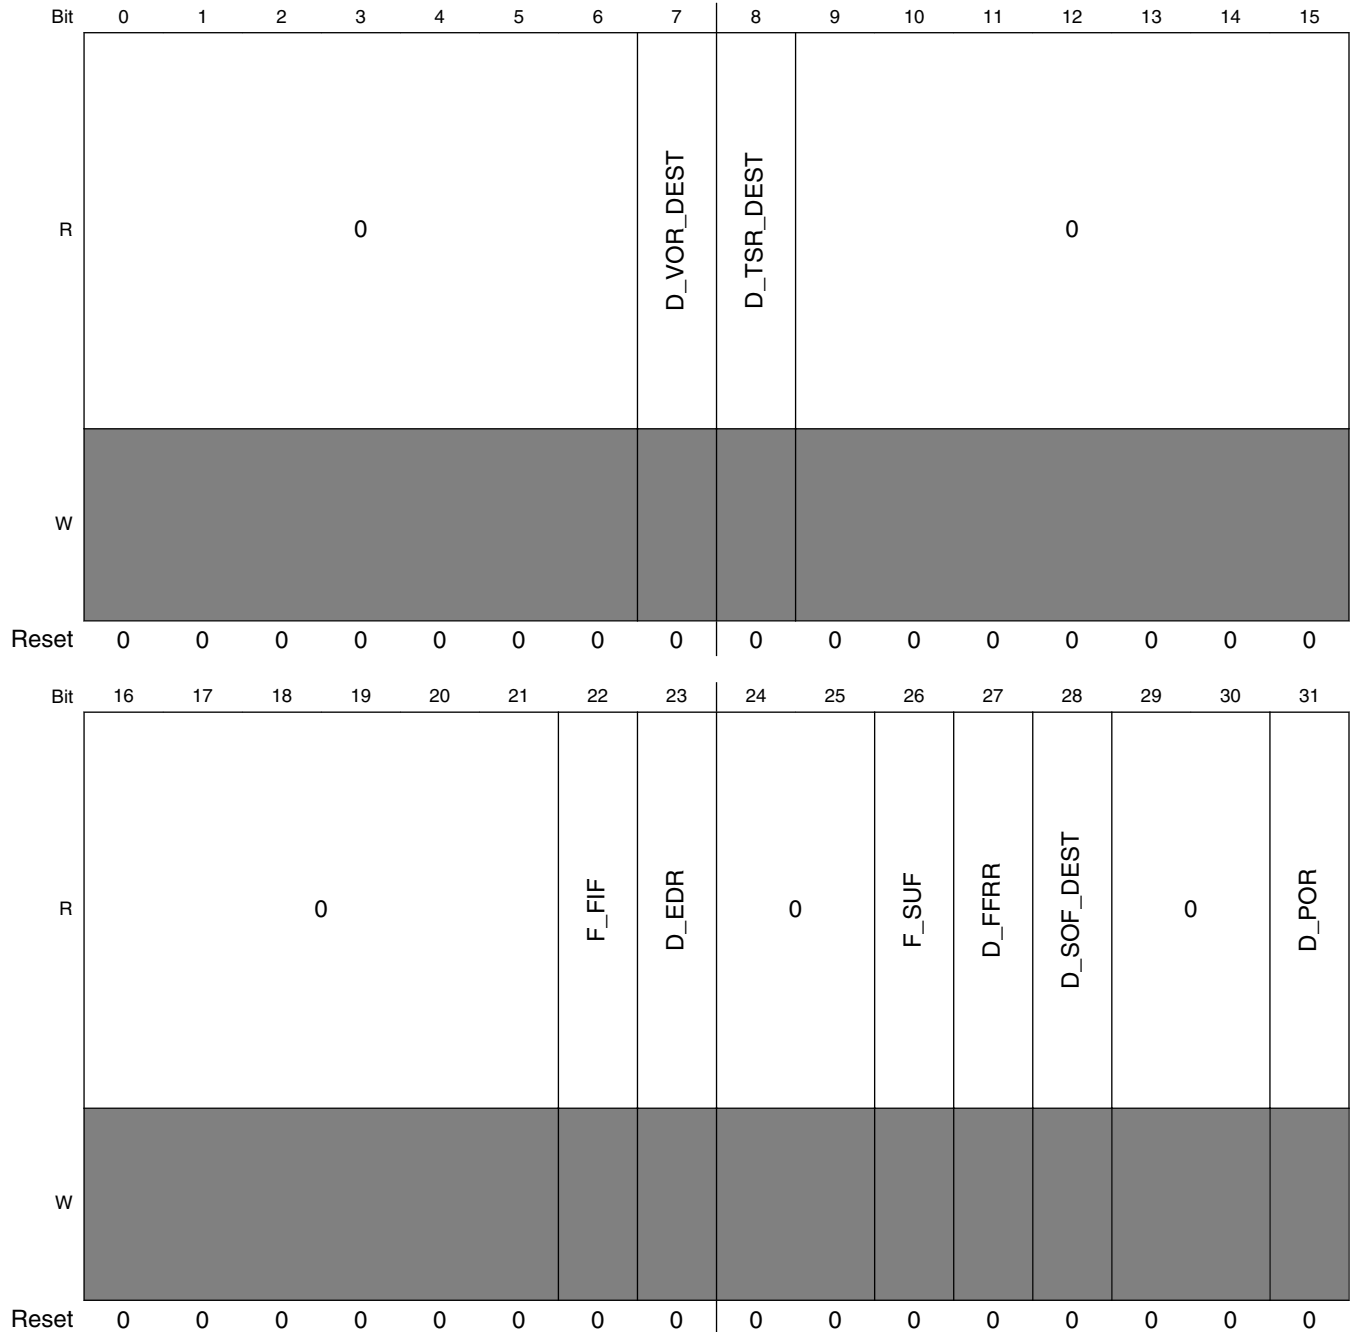 Bit 0 1 2 3 4 5 6 7 8 9 10 11 12 13 14 15
R 0 D_VOR_DEST D_TSR_DEST 0
W
Reset 0 0 0 0 0 0 0 0 0 0 0 0 0 0 0 0
Bit 16 17 18 19 20 21 22 23 24 25 26 27 28 29 30 31
R 0 F_FIF D_EDR 0 F_SUF D_FFRR D_SOF_DEST 0 D_POR
W
Reset 0 0 0 0 0 0 0 0 0 0 0 0 0 0 0 0